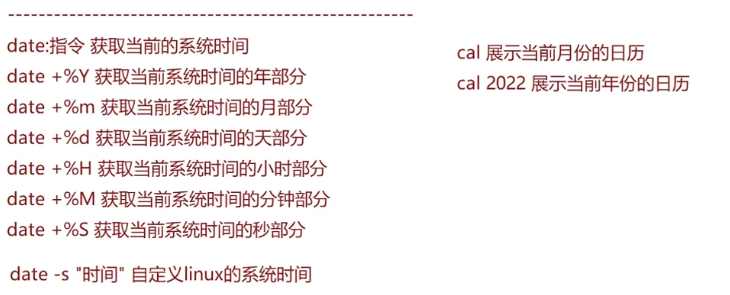 ----------------------------------------------------
date:指令 获取当前的系统时间
date +%Y 获取当前系统时间的年部分
date +%m 获取当前系统时间的月部分
date +%d 获取当前系统时间的天部分
date +%H 获取当前系统时间的小时部分
date +%M 获取当前系统时间的分钟部分
date +%S 获取当前系统时间的秒部分
date -s "时间" 自定义linux的系统时间
cal 展示当前月份的日历
cal 2022 展示当前年份的日历